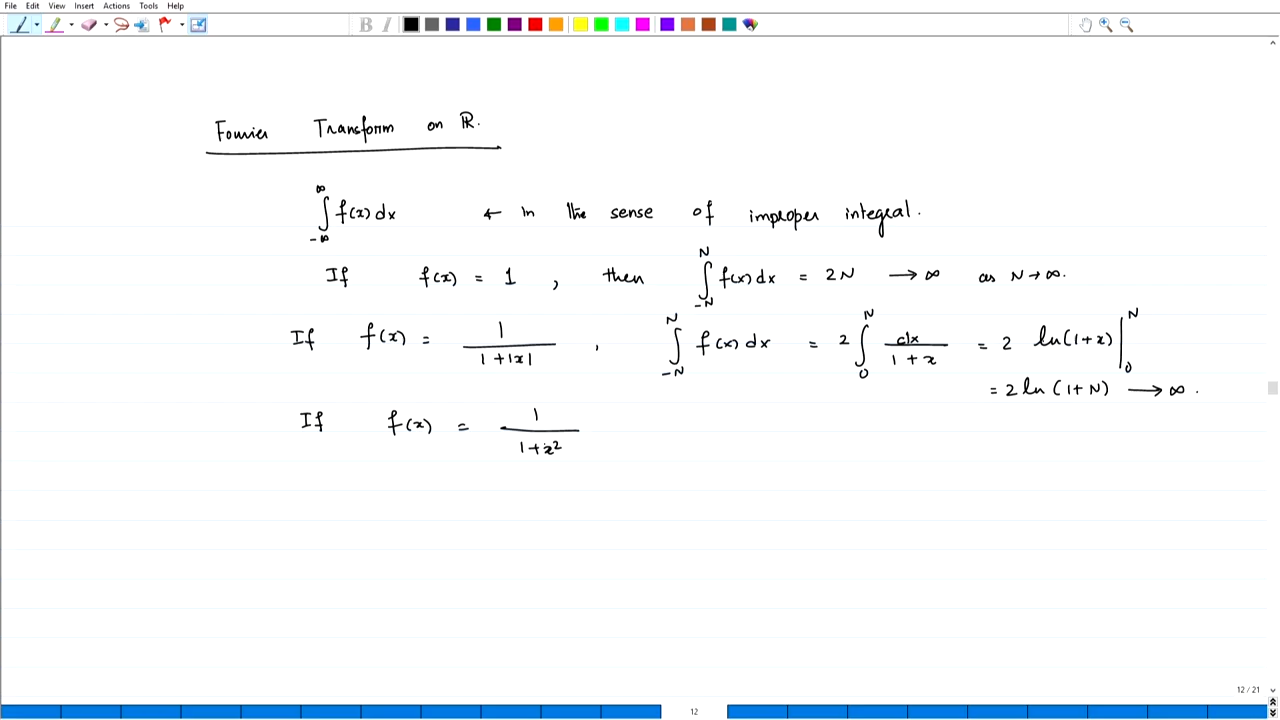 File Edit View Insert Actions Tools Help
B I
Fourier Transform on ℝ.
∫_{-∞}^{∞} f(x) dx ← in the sense of improper integral.
If f(x) = 1 , then ∫_{-N}^{N} f(x) dx = 2N → ∞ as N → ∞.
If f(x) = 1/(1+|x|) , ∫_{-N}^{N} f(x) dx = 2 ∫_{0}^{N} dx/(1+x) = 2 ln(1+x) |_{0}^{N}
= 2 ln (1+N) → ∞ .
If f(x) = 1/(1+x²)
12 / 21
12